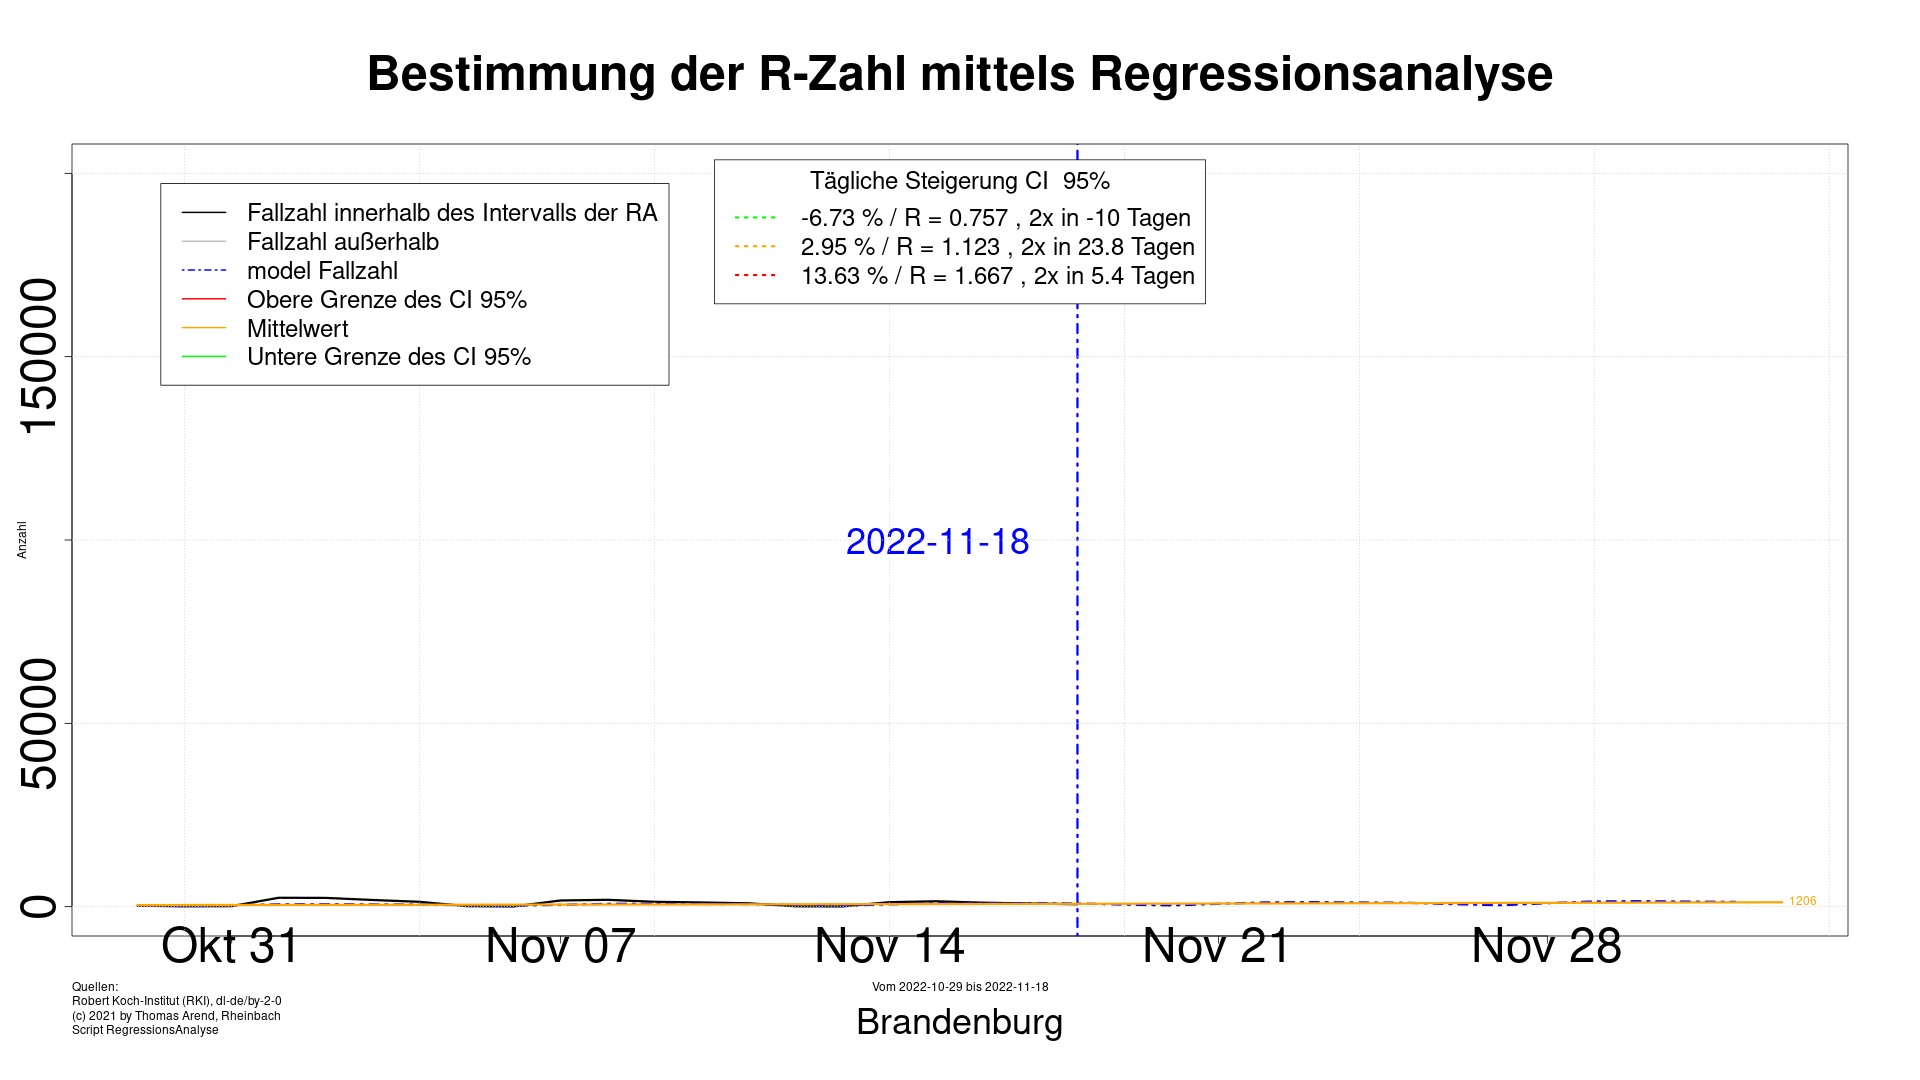 Bestimmung der R-Zahl mittels Regressionsanalyse
Fallzahl innerhalb des Intervalls der RA
Fallzahl außerhalb
model Fallzahl
Obere Grenze des CI 95%
Mittelwert
Untere Grenze des CI 95%
Tägliche Steigerung CI 95%
-6.73 % / R = 0.757 , 2x in -10 Tagen
2.95 % / R = 1.123 , 2x in 23.8 Tagen
13.63 % / R = 1.667 , 2x in 5.4 Tagen
150000
50000
0
Anzahl
2022-11-18
1206
Okt 31
Nov 07
Nov 14
Nov 21
Nov 28
Quellen:
Robert Koch-Institut (RKI), dl-de/by-2-0
(c) 2021 by Thomas Arend, Rheinbach
Script RegressionsAnalyse
Vom 2022-10-29 bis 2022-11-18
Brandenburg